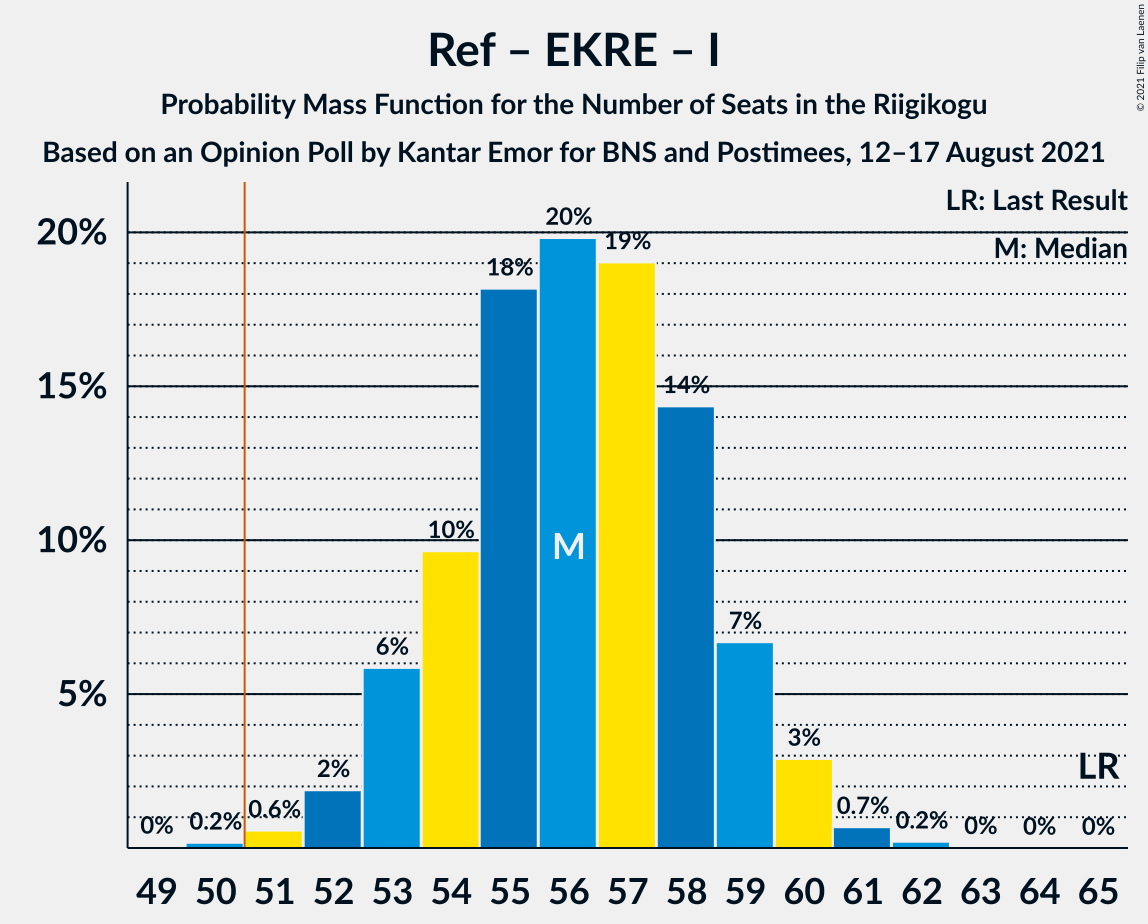 Ref – EKRE – I
Probability Mass Function for the Number of Seats in the Riigikogu
Based on an Opinion Poll by Kantar Emor for BNS and Postimees, 12–17 August 2021
© 2021 Filip van Laenen
LR: Last Result
M: Median
20%
15%
10%
5%
0%
0.2%
0.6%
2%
6%
10%
18%
20%
19%
14%
7%
3%
0.7%
0.2%
0%
0%
0%
M
LR
49 50 51 52 53 54 55 56 57 58 59 60 61 62 63 64 65